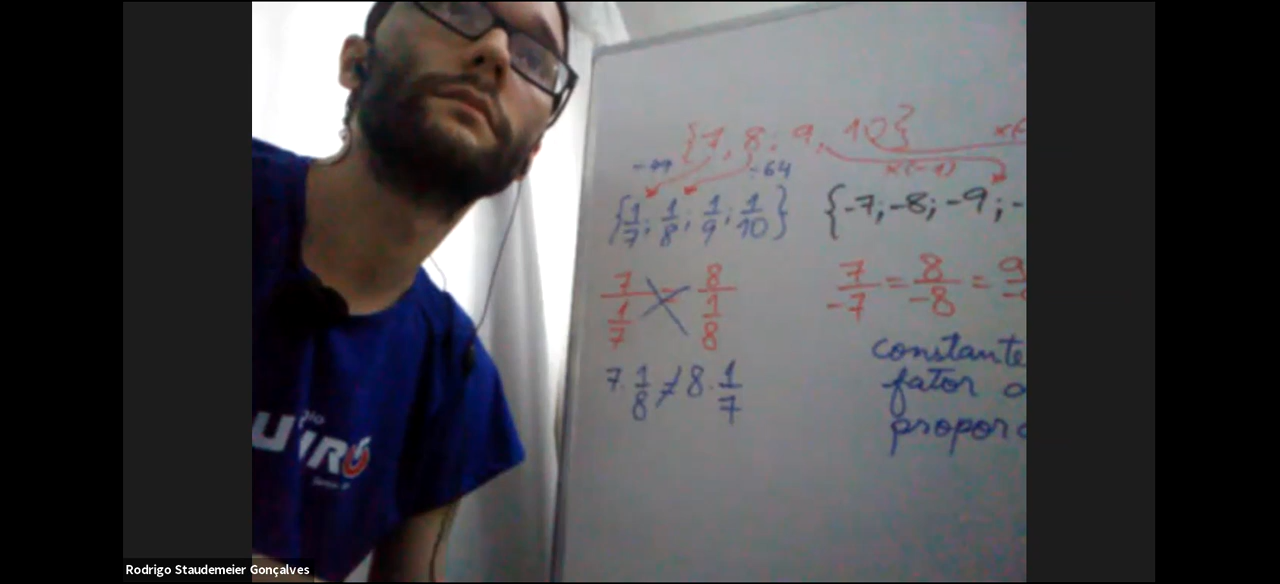 {7, 8; 9, 10}
×(-1)
-64
{1/7; 1/8; 1/9; 1/10}
{-7; -8; -9; -
7/(1/7) = 8/(1/8)
7/-7 = 8/-8 = 9/
7 · 1/8 ≠ 8 · 1/7
constante
fator
propor
Rodrigo Staudemeier Gonçalves